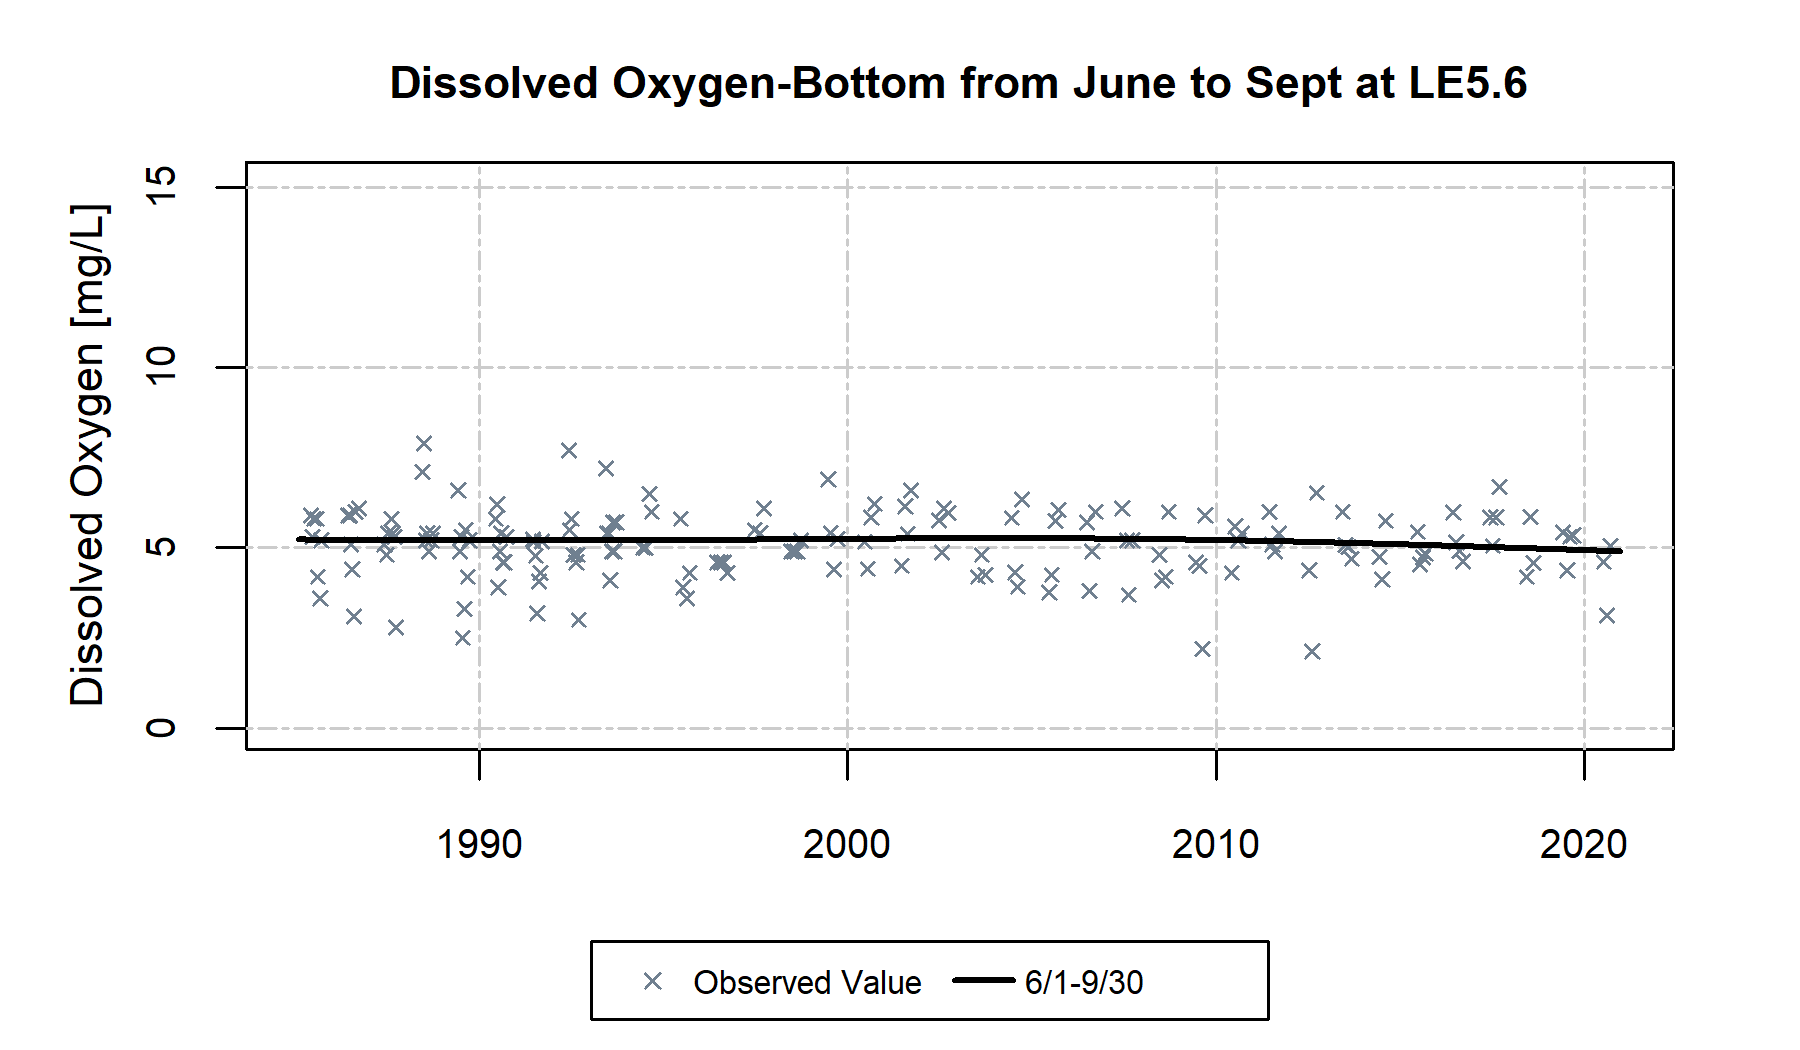 Dissolved Oxygen-Bottom from June to Sept at LE5.6
Dissolved Oxygen [mg/L]
15
10
5
0
1990 2000 2010 2020
Observed Value 6/1-9/30